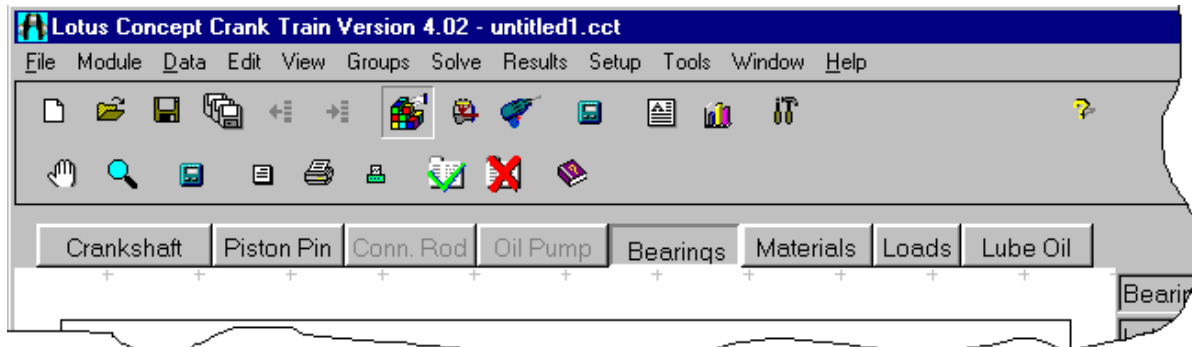 Lotus Concept Crank Train Version 4.02 - untitled1.cct
File Module Data Edit View Groups Solve Results Setup Tools Window Help
Crankshaft Piston Pin Conn. Rod Oil Pump Bearings Materials Loads Lube Oil